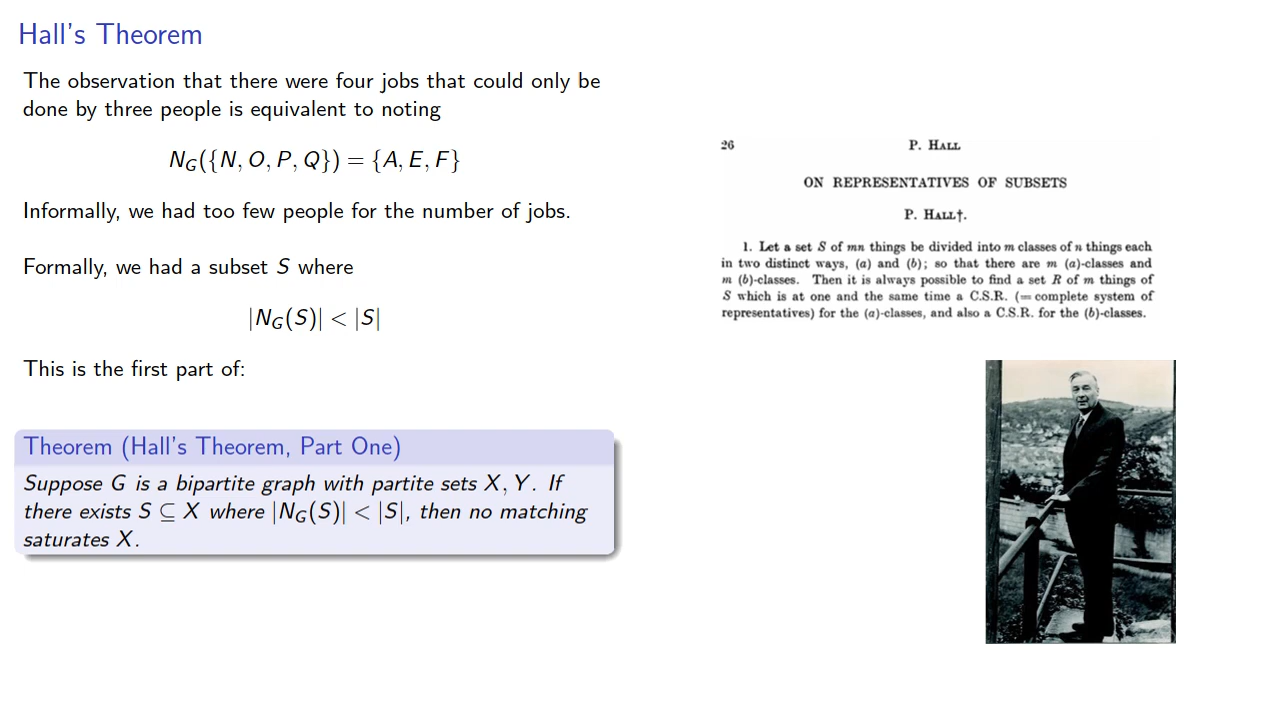 Hall's Theorem
The observation that there were four jobs that could only be
done by three people is equivalent to noting
N_G({N, O, P, Q}) = {A, E, F}
Informally, we had too few people for the number of jobs.
Formally, we had a subset S where
|N_G(S)| < |S|
This is the first part of:
Theorem (Hall's Theorem, Part One)
Suppose G is a bipartite graph with partite sets X, Y. If
there exists S ⊆ X where |N_G(S)| < |S|, then no matching
saturates X.
26 P. HALL
ON REPRESENTATIVES OF SUBSETS
P. HALL†.
1. Let a set S of mn things be divided into m classes of n things each
in two distinct ways, (a) and (b); so that there are m (a)-classes and
m (b)-classes. Then it is always possible to find a set R of m things of
S which is at one and the same time a C.S.R. (= complete system of
representatives) for the (a)-classes, and also a C.S.R. for the (b)-classes.